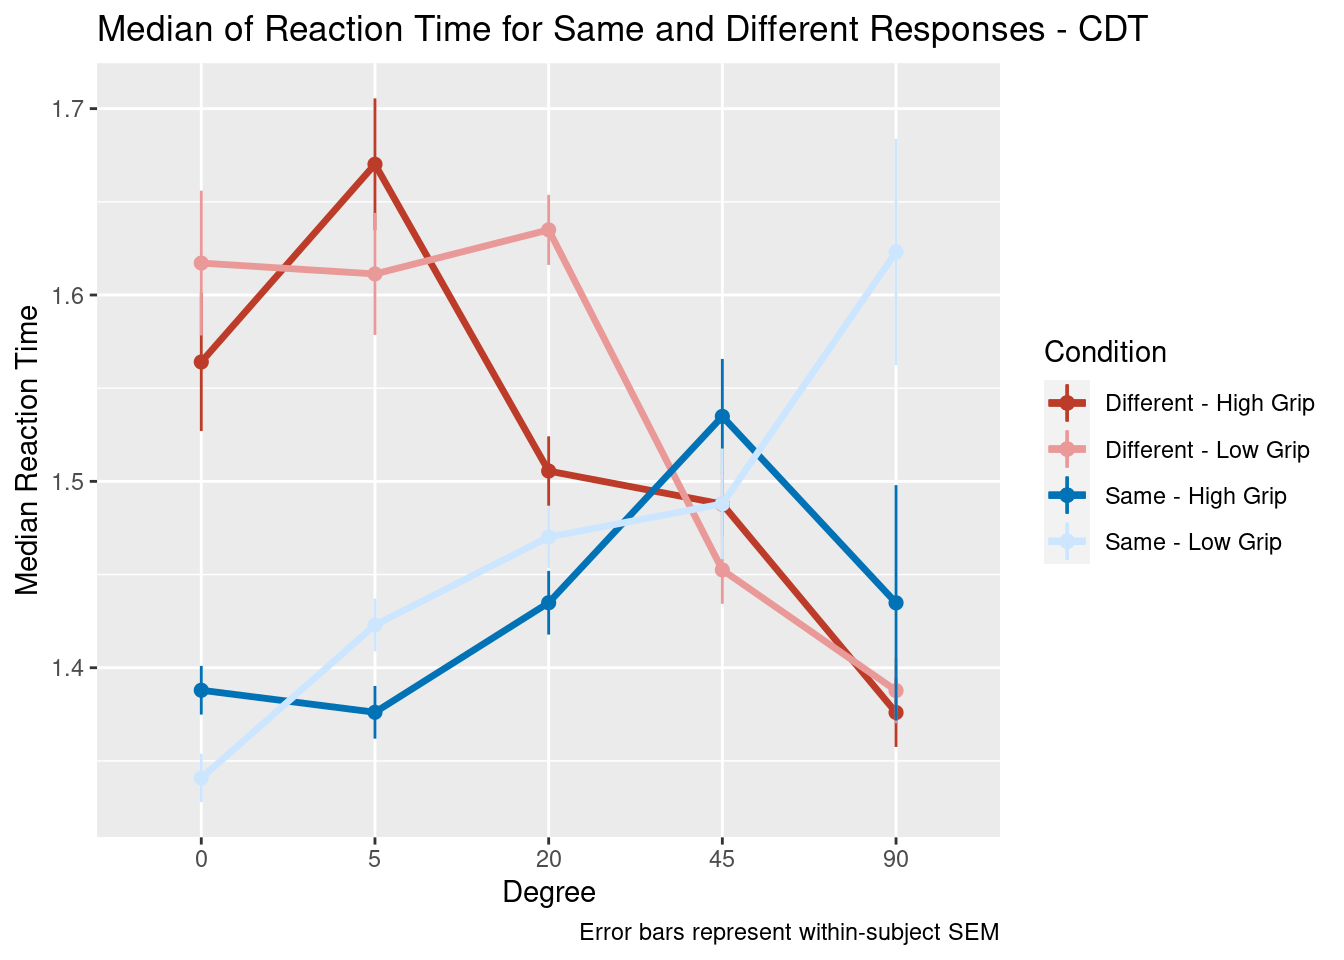 Median of Reaction Time for Same and Different Responses - CDT
Median Reaction Time
1.7
1.6
1.5
1.4
0 5 20 45 90
Degree
Error bars represent within-subject SEM
Condition
Different - High Grip
Different - Low Grip
Same - High Grip
Same - Low Grip